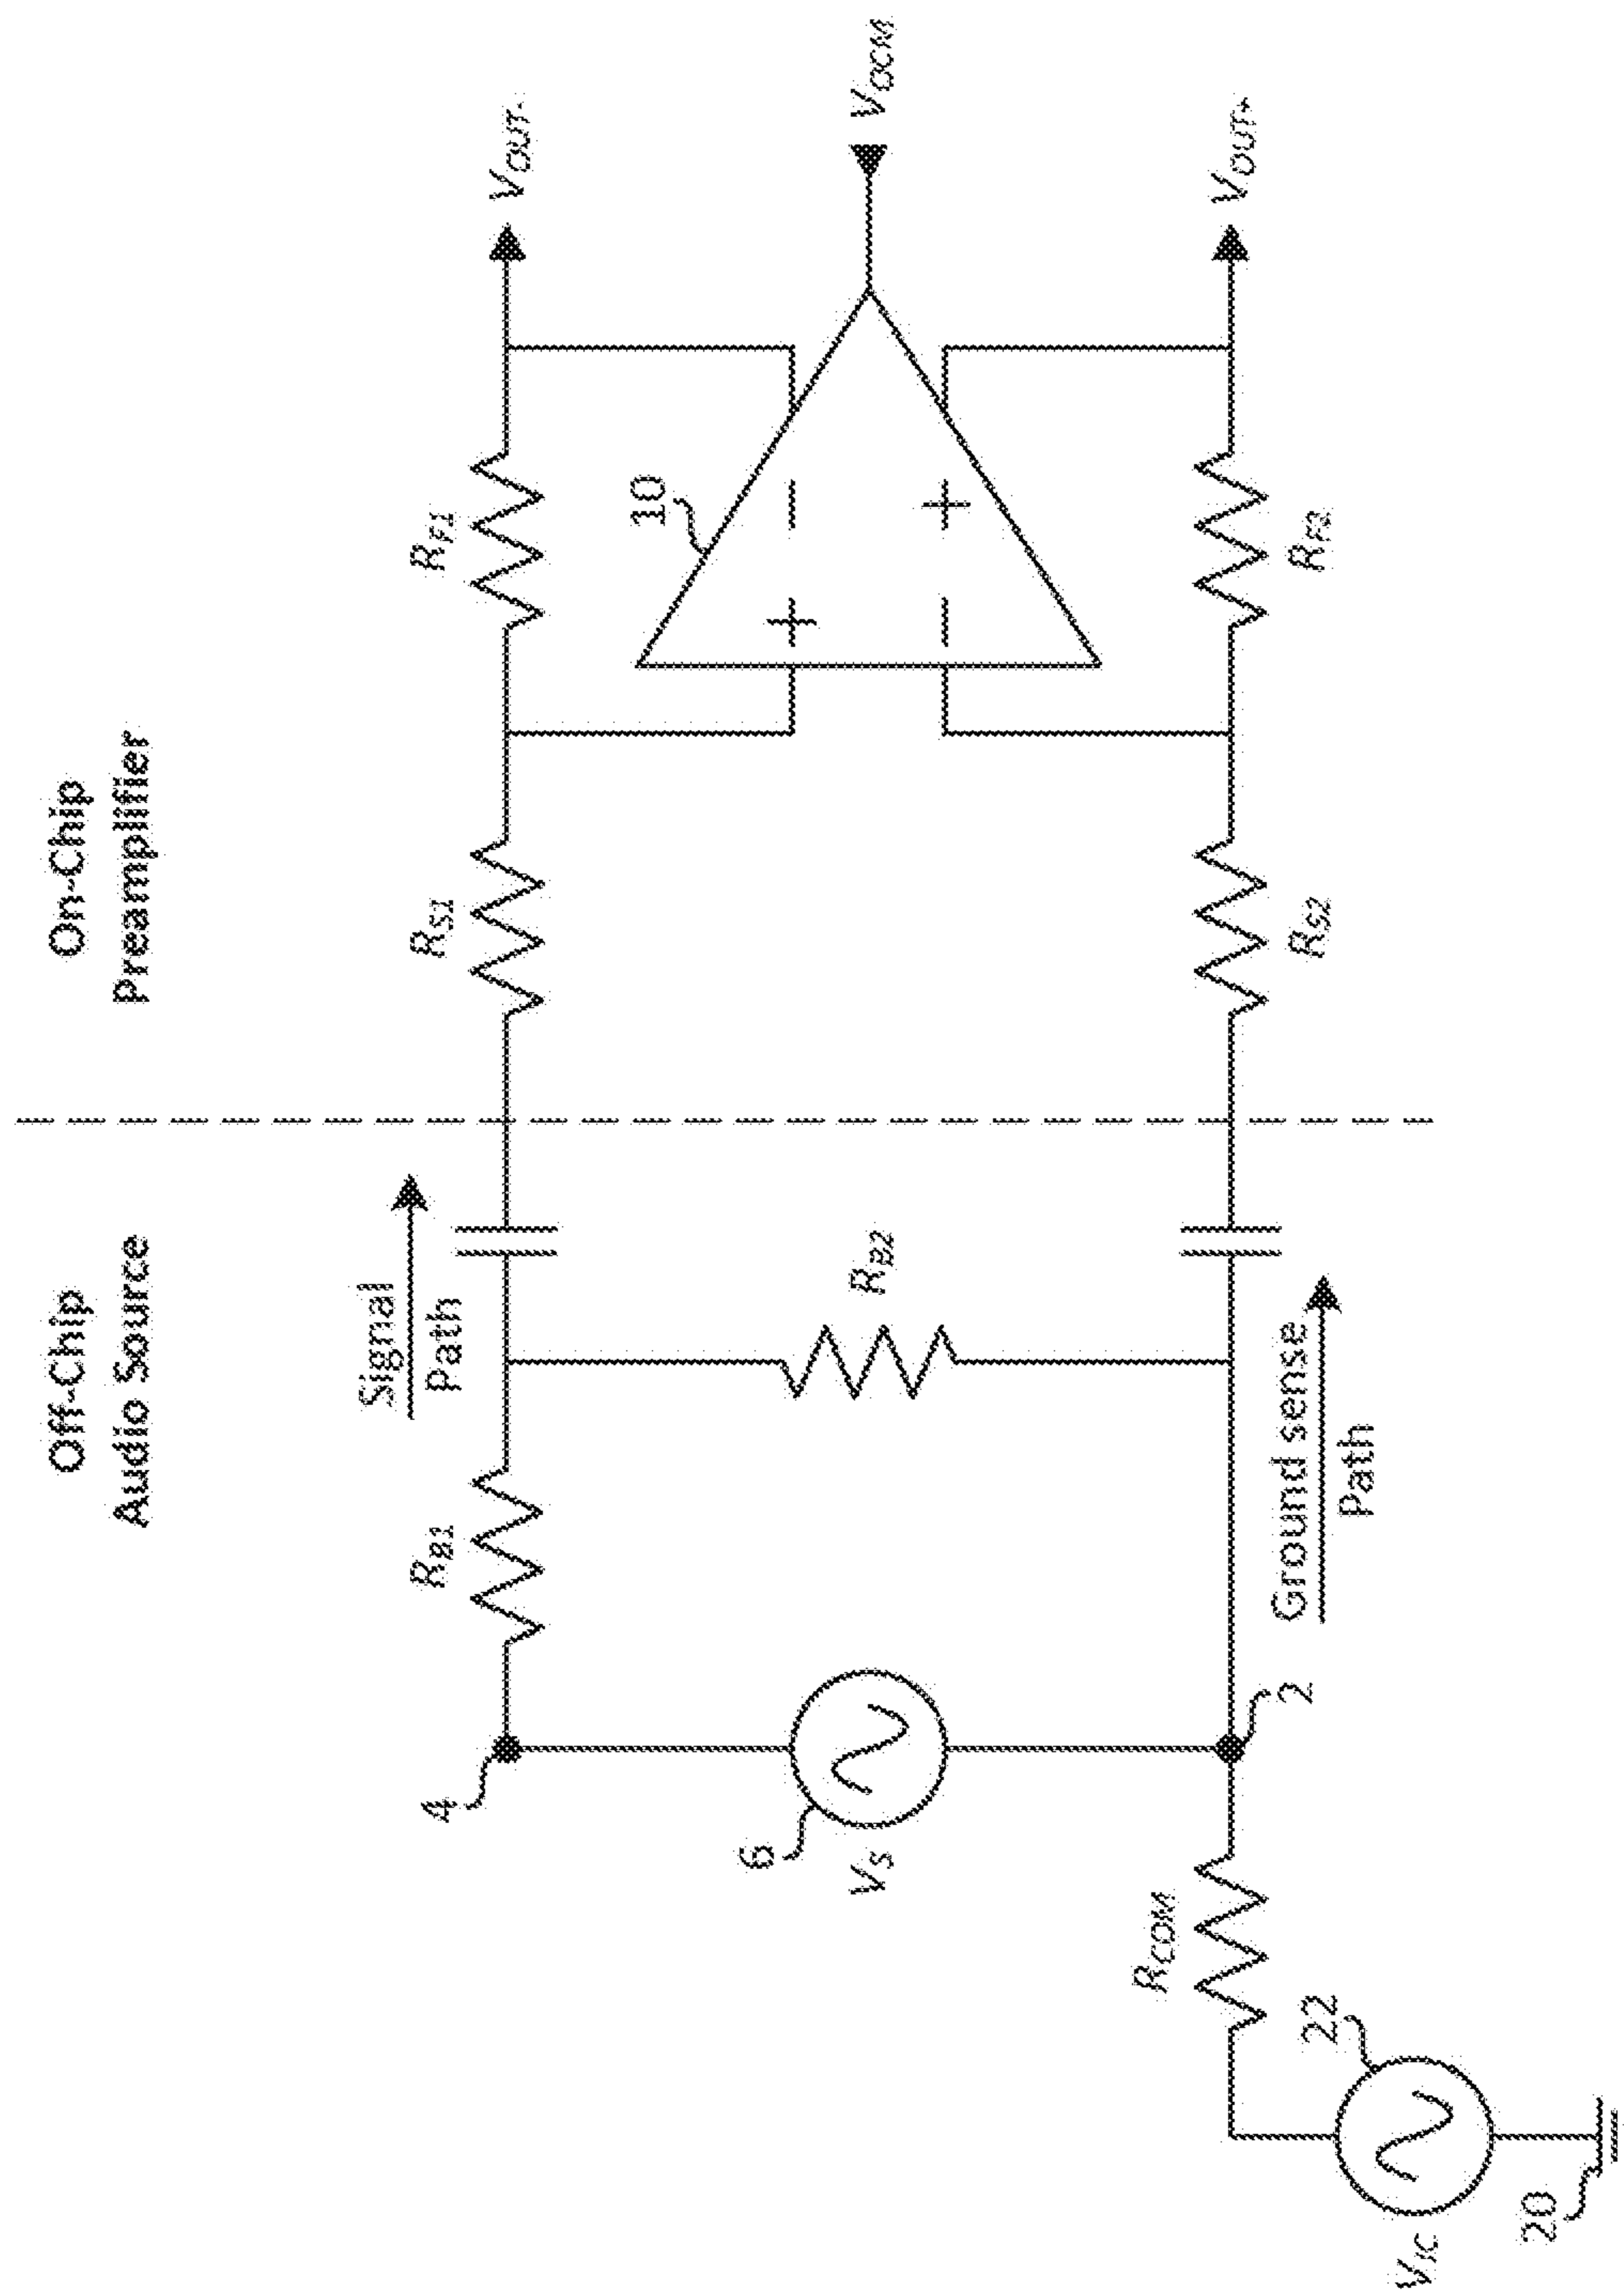 Off-Chip
Audio Source
On-Chip
Preamplifier
Signal
Path
4
R_B1
R_S1
R_F1
V_OUT-
10
6
V_S
R_B2
+
−
−
+
V_OCM
R_COM
2
Ground sense
Path
R_S2
R_F2
V_OUT+
22
V_IC
20